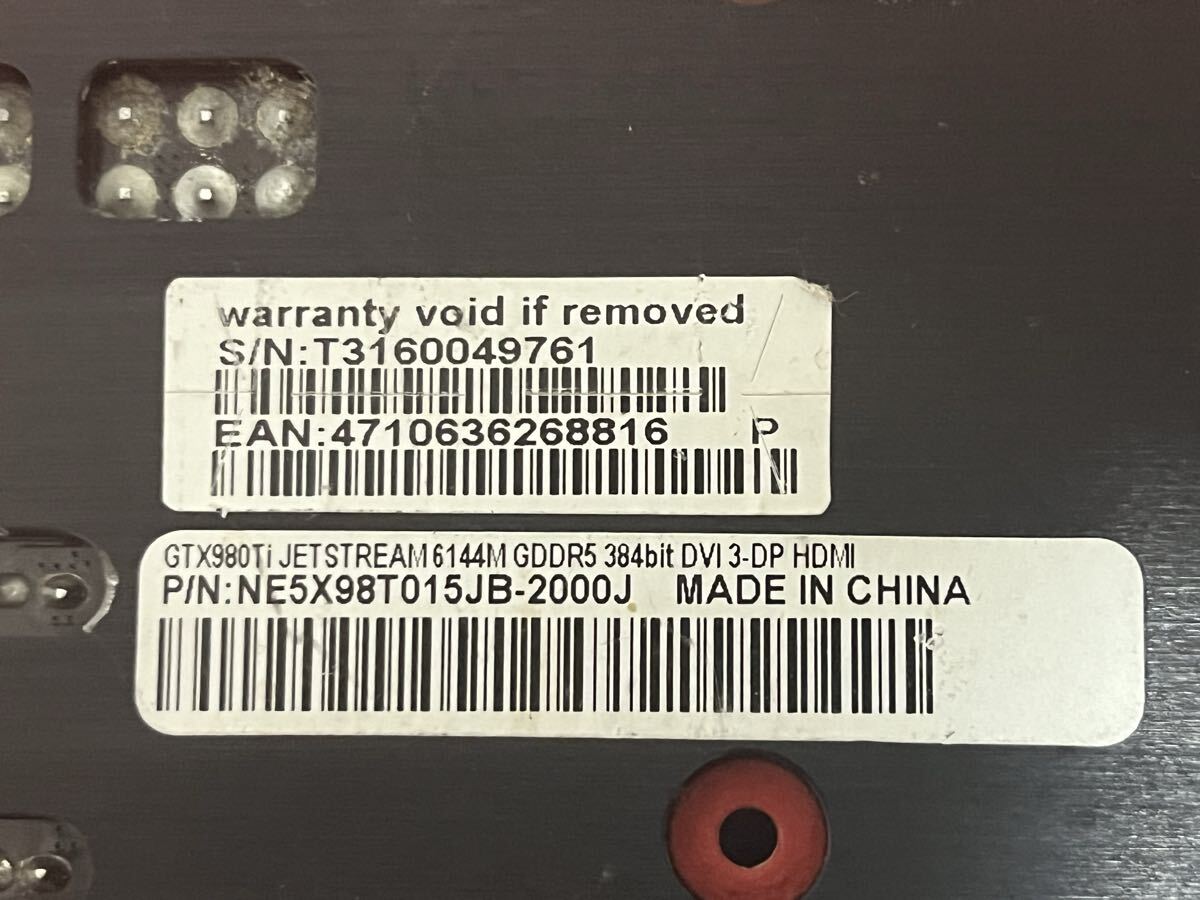 warranty void if removed
S/N:T3160049761
EAN:4710636268816 P
GTX980Ti JETSTREAM 6144M GDDR5 384bit DVI 3-DP HDMI
P/N:NE5X98T015JB-2000J MADE IN CHINA